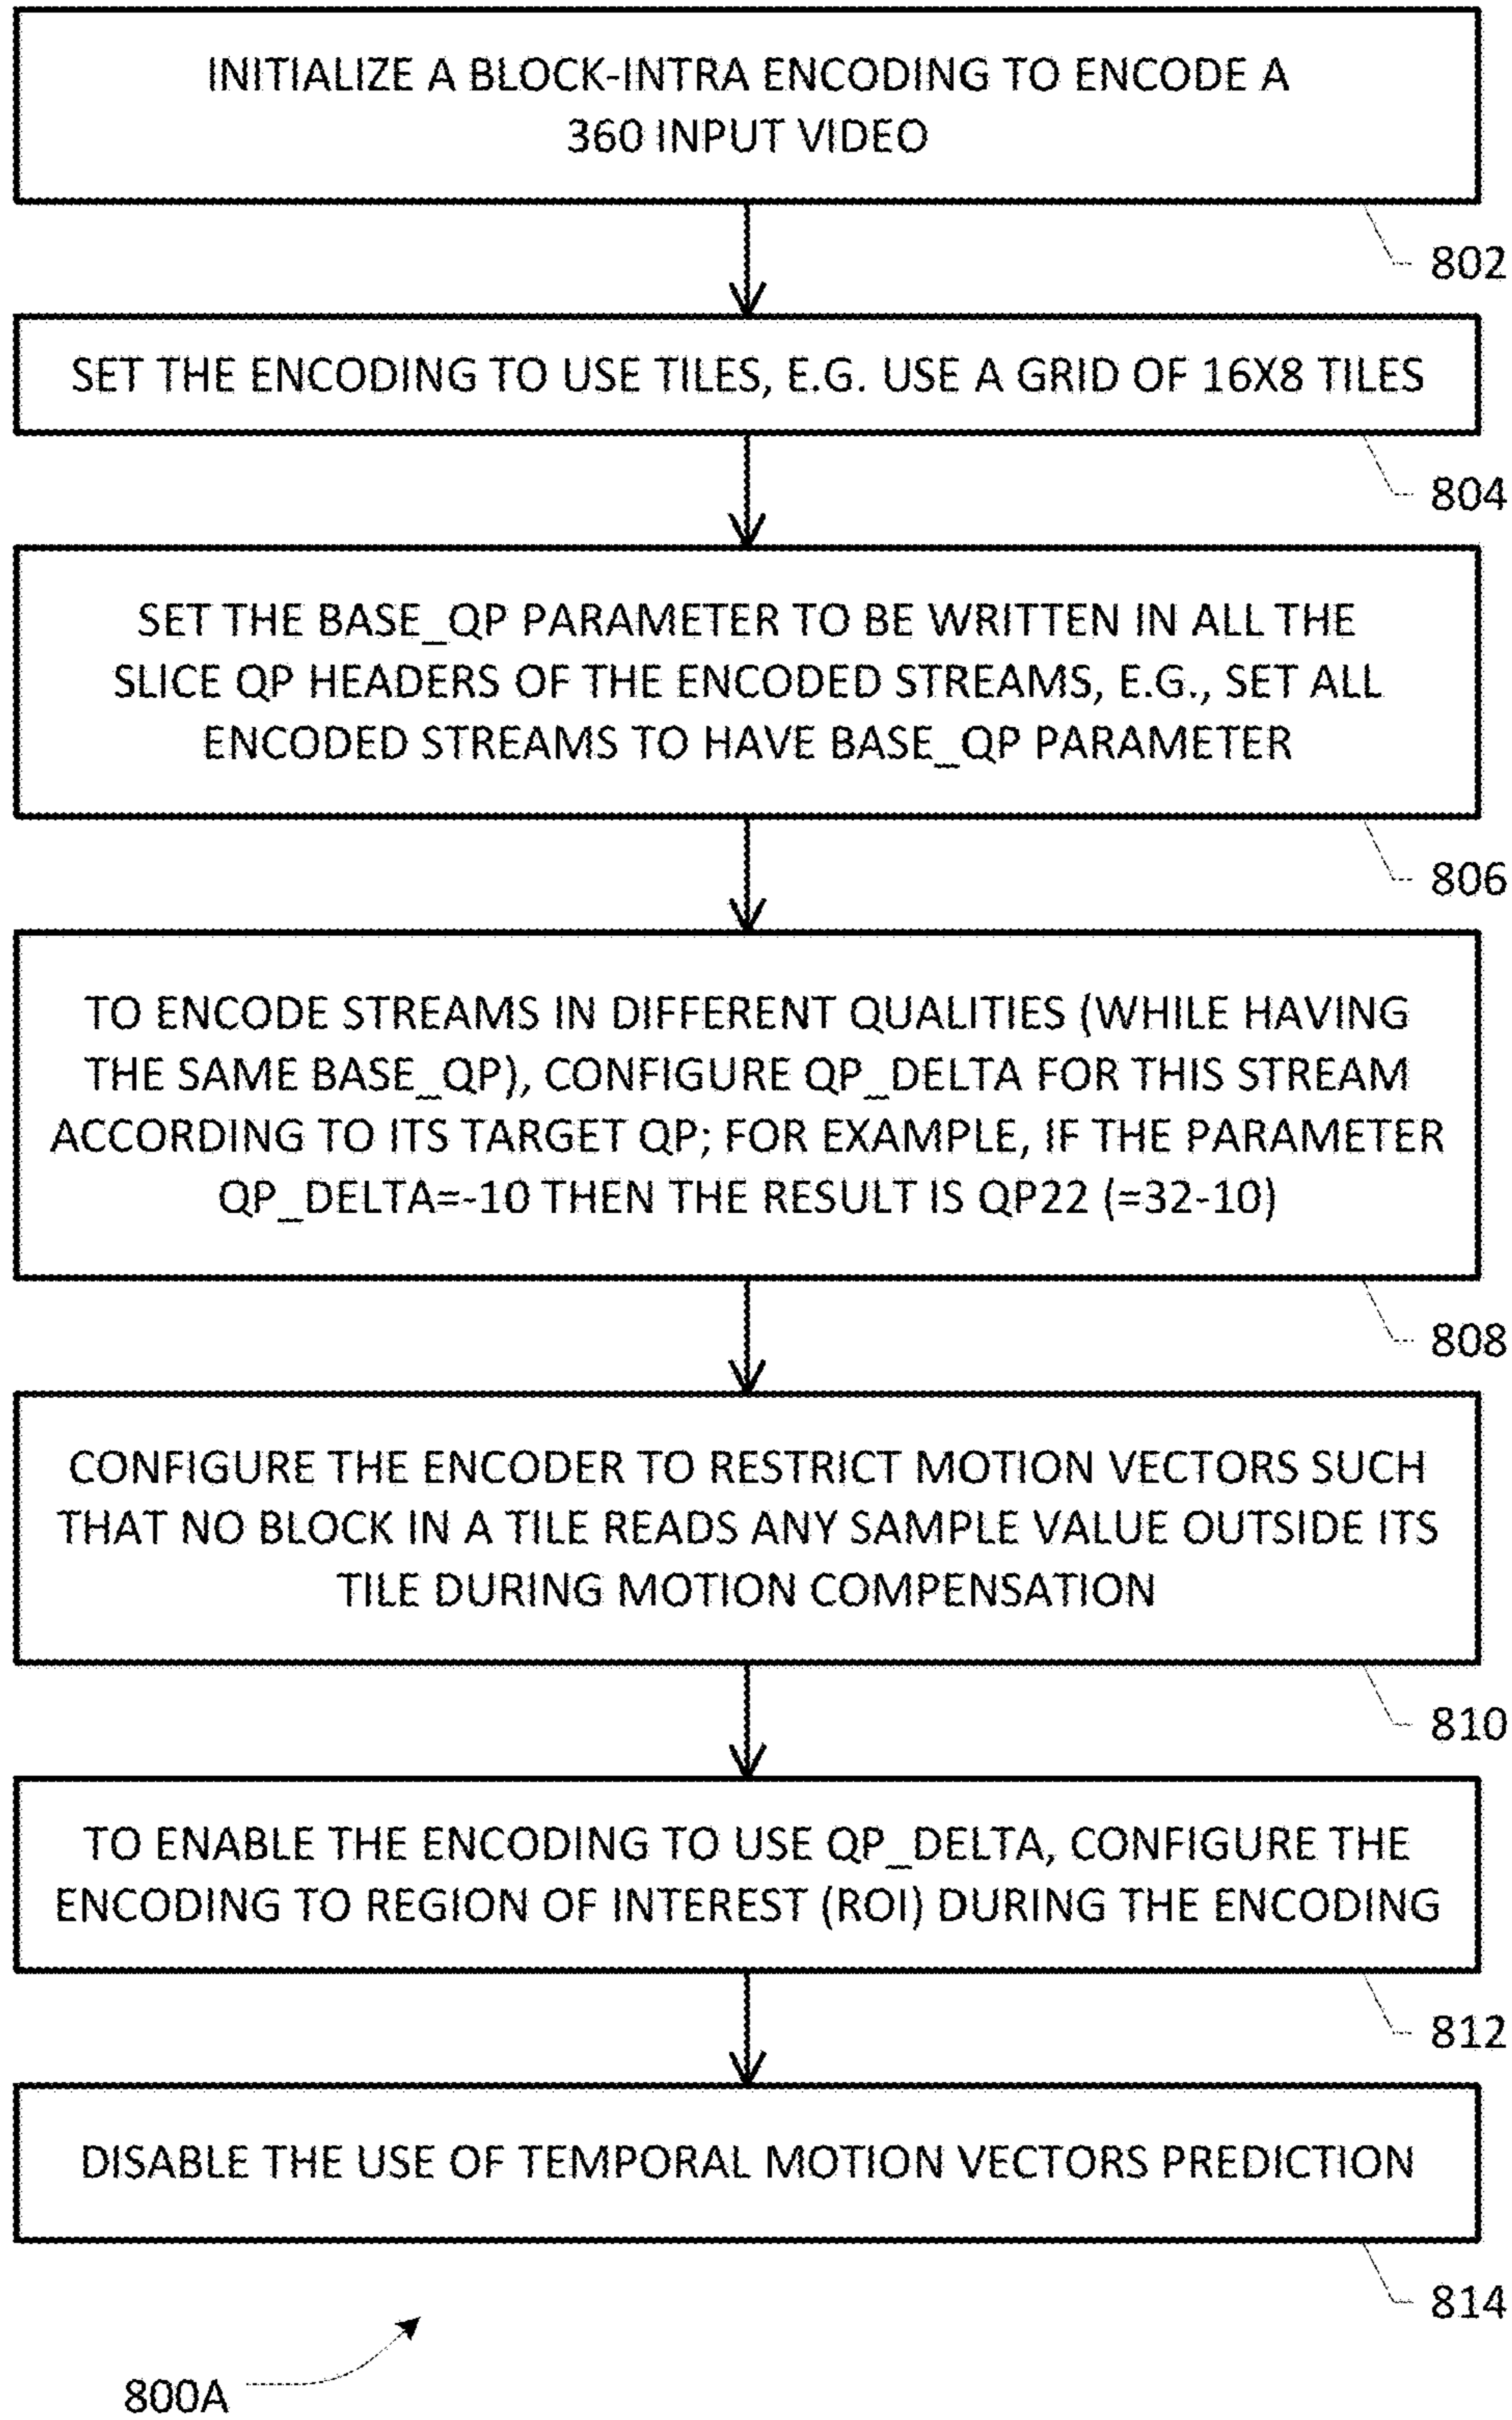 INITIALIZE A BLOCK-INTRA ENCODING TO ENCODE A
360 INPUT VIDEO
802
SET THE ENCODING TO USE TILES, E.G. USE A GRID OF 16X8 TILES
804
SET THE BASE_QP PARAMETER TO BE WRITTEN IN ALL THE
SLICE QP HEADERS OF THE ENCODED STREAMS, E.G., SET ALL
ENCODED STREAMS TO HAVE BASE_QP PARAMETER
806
TO ENCODE STREAMS IN DIFFERENT QUALITIES (WHILE HAVING
THE SAME BASE_QP), CONFIGURE QP_DELTA FOR THIS STREAM
ACCORDING TO ITS TARGET QP; FOR EXAMPLE, IF THE PARAMETER
QP_DELTA=-10 THEN THE RESULT IS QP22 (=32-10)
808
CONFIGURE THE ENCODER TO RESTRICT MOTION VECTORS SUCH
THAT NO BLOCK IN A TILE READS ANY SAMPLE VALUE OUTSIDE ITS
TILE DURING MOTION COMPENSATION
810
TO ENABLE THE ENCODING TO USE QP_DELTA, CONFIGURE THE
ENCODING TO REGION OF INTEREST (ROI) DURING THE ENCODING
812
DISABLE THE USE OF TEMPORAL MOTION VECTORS PREDICTION
814
800A